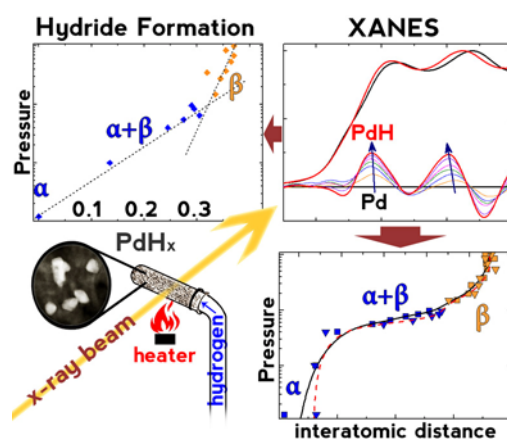 Hydride Formation
XANES
Pressure
α
α+β
β
0.1 0.2 0.3
PdHx
PdH
Pd
x-ray beam
heater
hydrogen
Pressure
α
α+β
β
interatomic distance